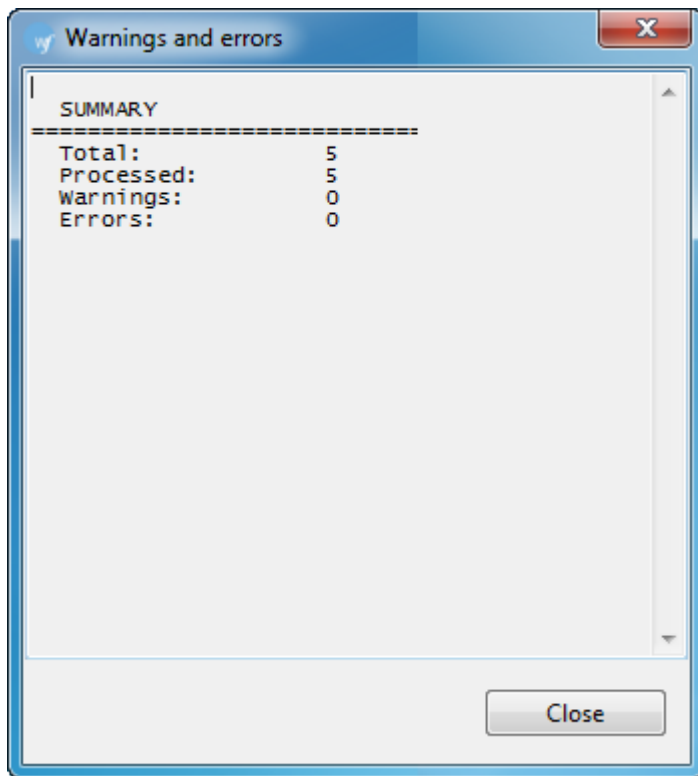 Warnings and errors
SUMMARY
============================
Total: 5
Processed: 5
Warnings: 0
Errors: 0
Close